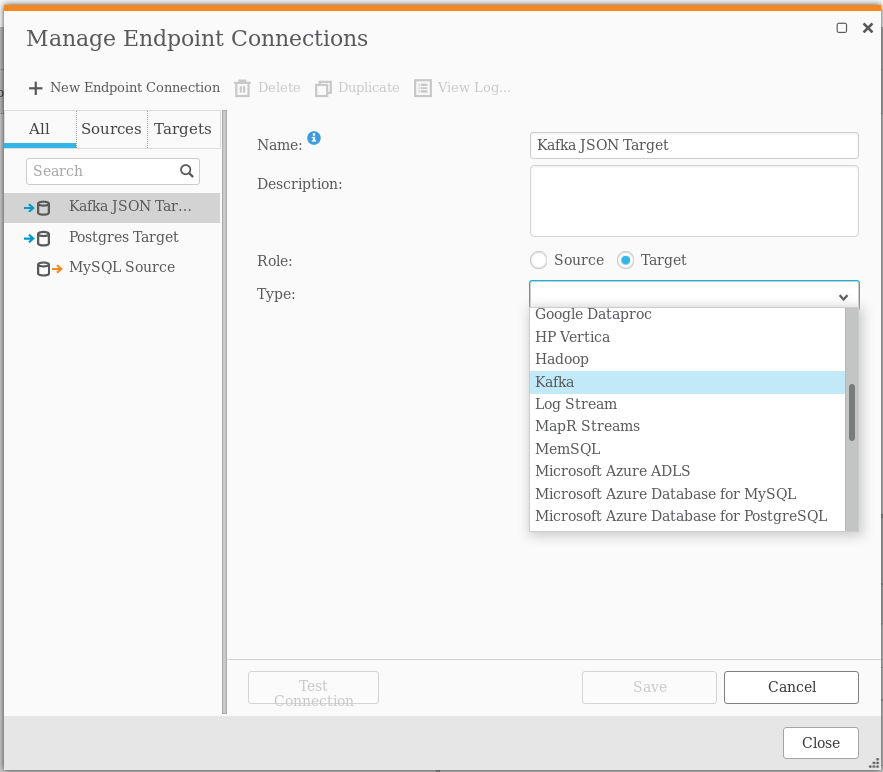 Manage Endpoint Connections
New Endpoint Connection Delete Duplicate View Log...
All Sources Targets
Search
Kafka JSON Tar...
Postgres Target
MySQL Source
Name:
Kafka JSON Target
Description:
Role:
Source Target
Type:
Google Dataproc
HP Vertica
Hadoop
Kafka
Log Stream
MapR Streams
MemSQL
Microsoft Azure ADLS
Microsoft Azure Database for MySQL
Microsoft Azure Database for PostgreSQL
Test
Connection
Save
Cancel
Close